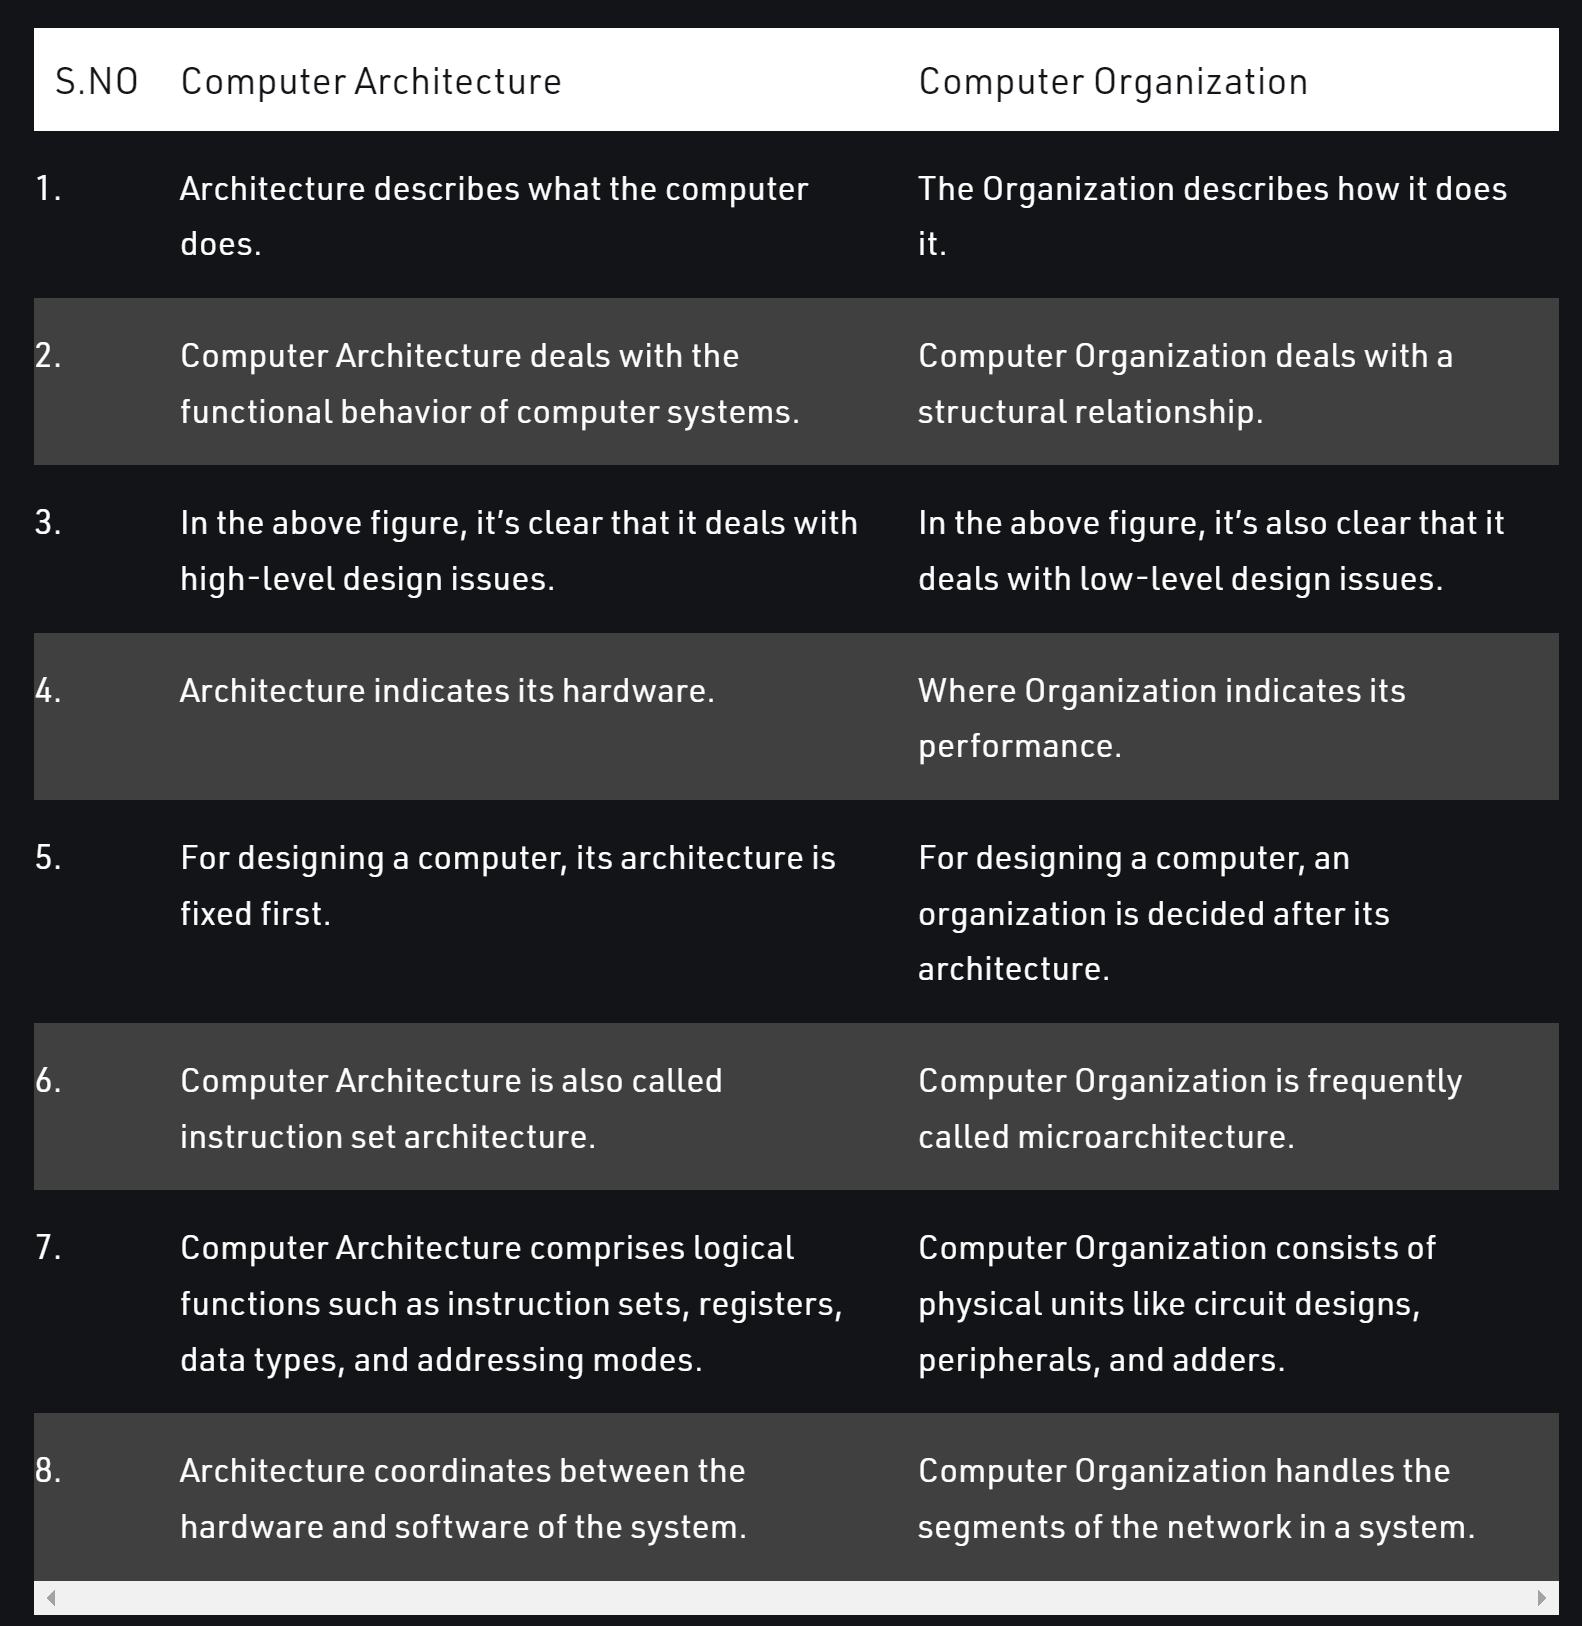 S.NO Computer Architecture Computer Organization
1. Architecture describes what the computer The Organization describes how it does
does. it.
2. Computer Architecture deals with the Computer Organization deals with a
functional behavior of computer systems. structural relationship.
3. In the above figure, it’s clear that it deals with In the above figure, it’s also clear that it
high-level design issues. deals with low-level design issues.
4. Architecture indicates its hardware. Where Organization indicates its
performance.
5. For designing a computer, its architecture is For designing a computer, an
fixed first. organization is decided after its
architecture.
6. Computer Architecture is also called Computer Organization is frequently
instruction set architecture. called microarchitecture.
7. Computer Architecture comprises logical Computer Organization consists of
functions such as instruction sets, registers, physical units like circuit designs,
data types, and addressing modes. peripherals, and adders.
8. Architecture coordinates between the Computer Organization handles the
hardware and software of the system. segments of the network in a system.